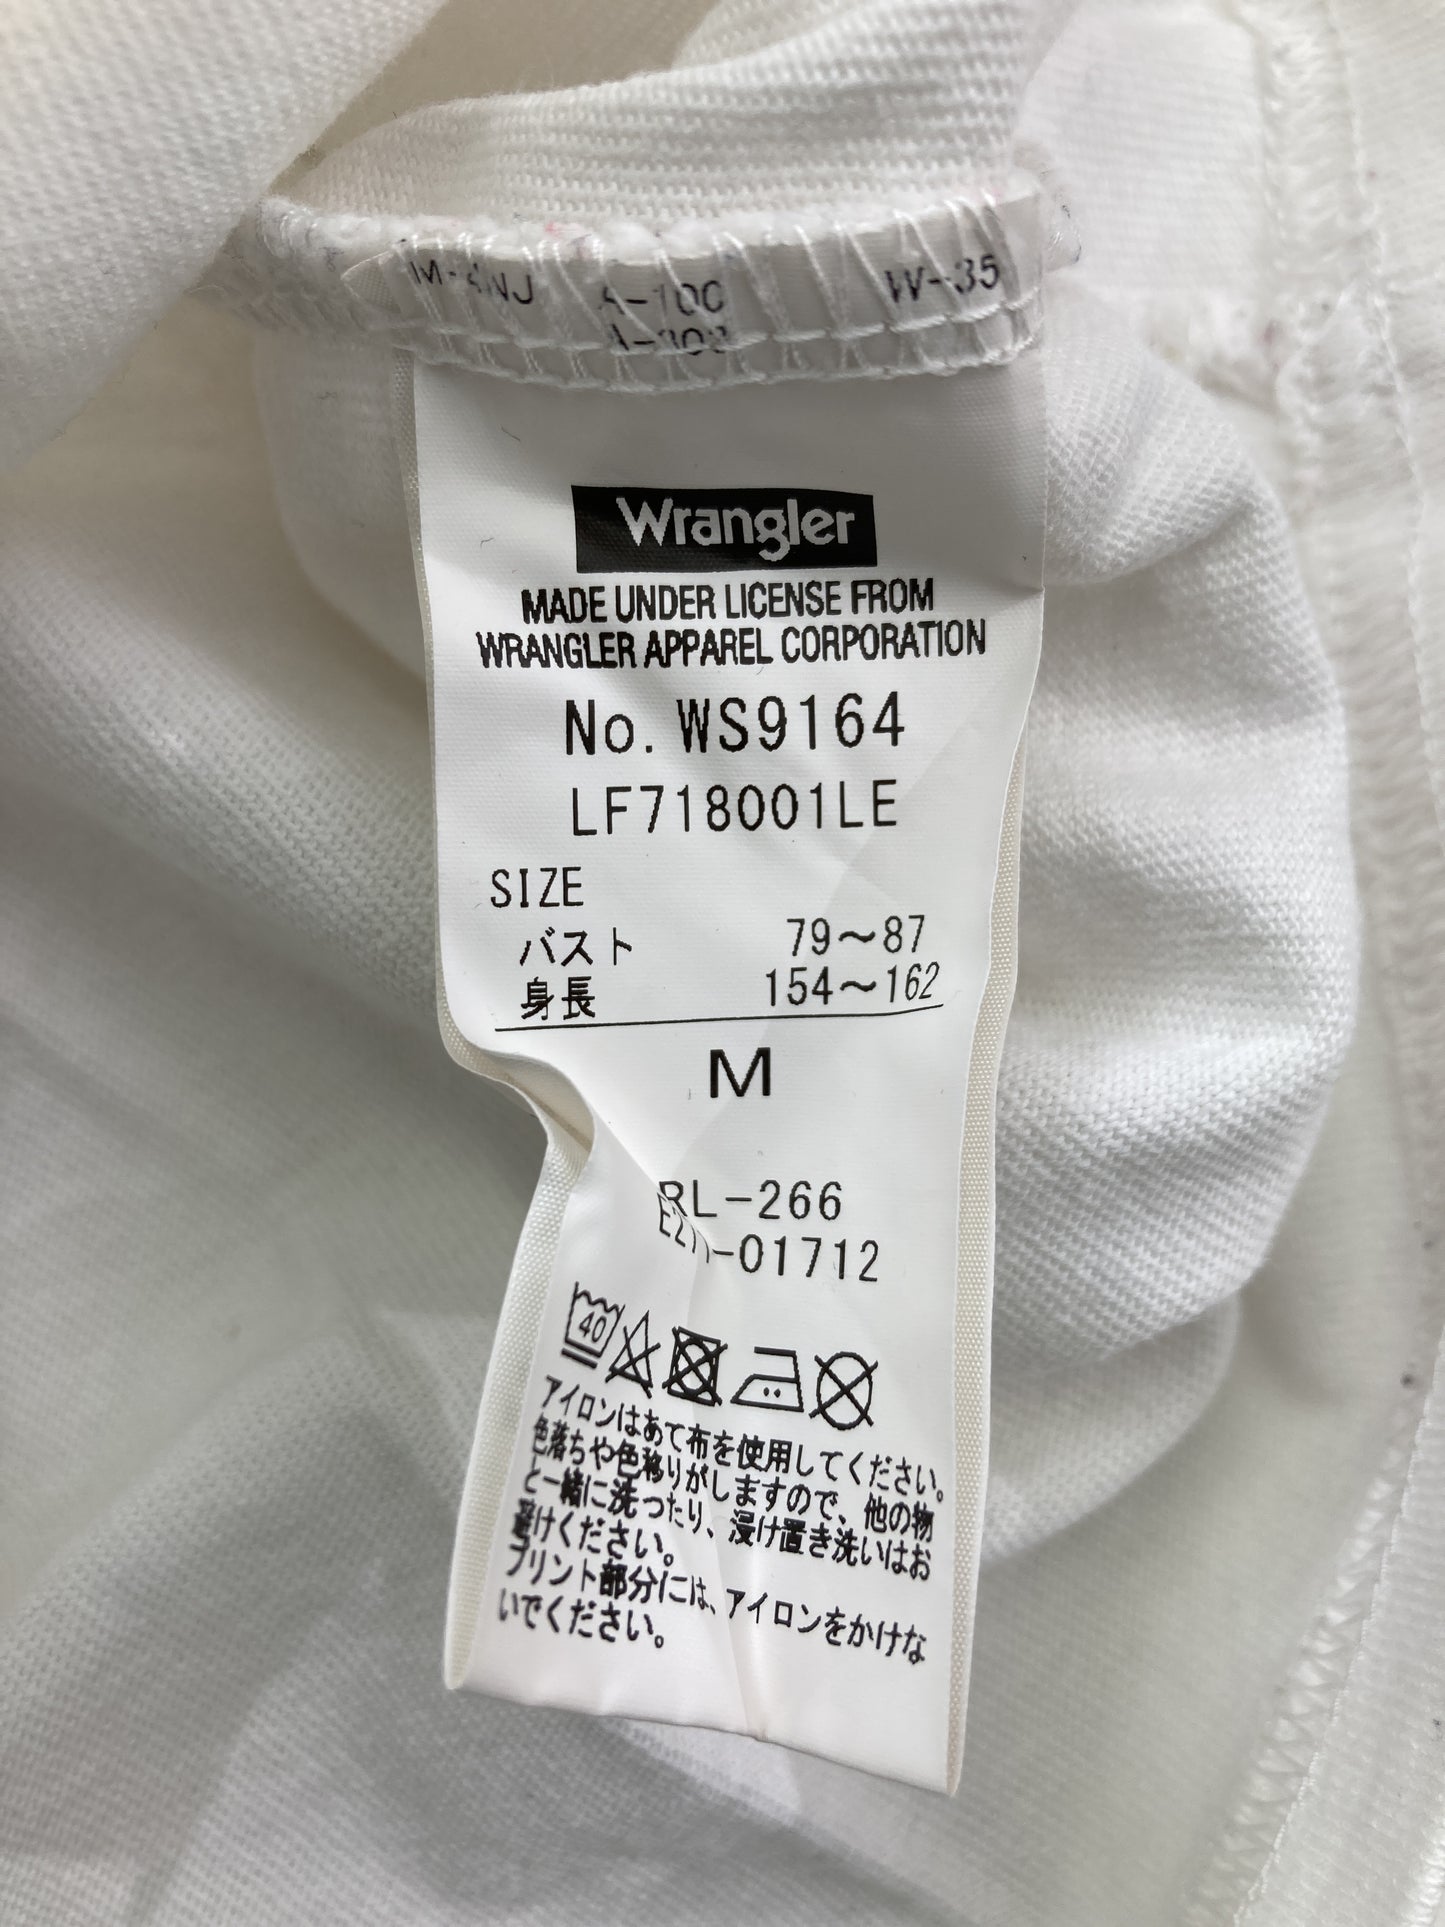 A-100
W-35
Wrangler
MADE UNDER LICENSE FROM
WRANGLER APPAREL CORPORATION
No. WS9164
LF718001LE
SIZE
バスト 79～87
身長 154～162
M
RL-266
-01712
40
アイロンはあて布を使用してください。
色落ちや色移りがしますので、他の物
と一緒に洗ったり、浸け置き洗いはお
避けください。
プリント部分には、アイロンをかけな
いでください。